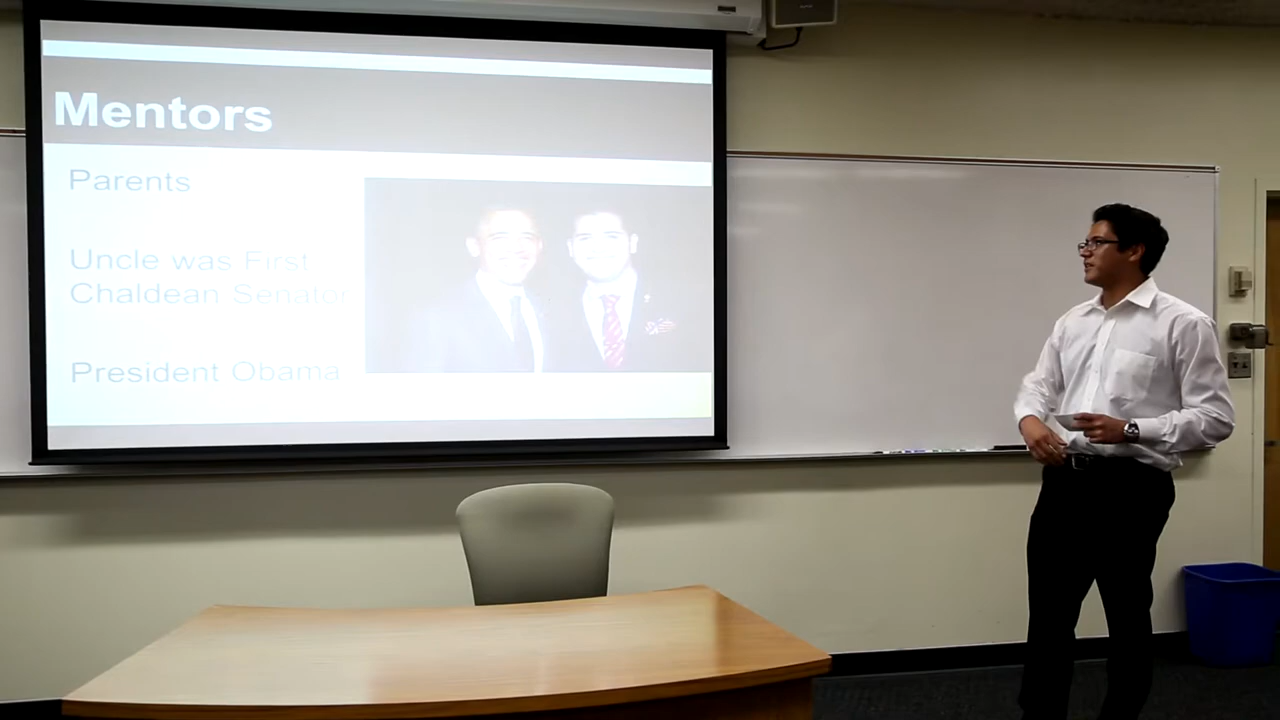 Mentors
Parents
Uncle was First
Chaldean Senator
President Obama